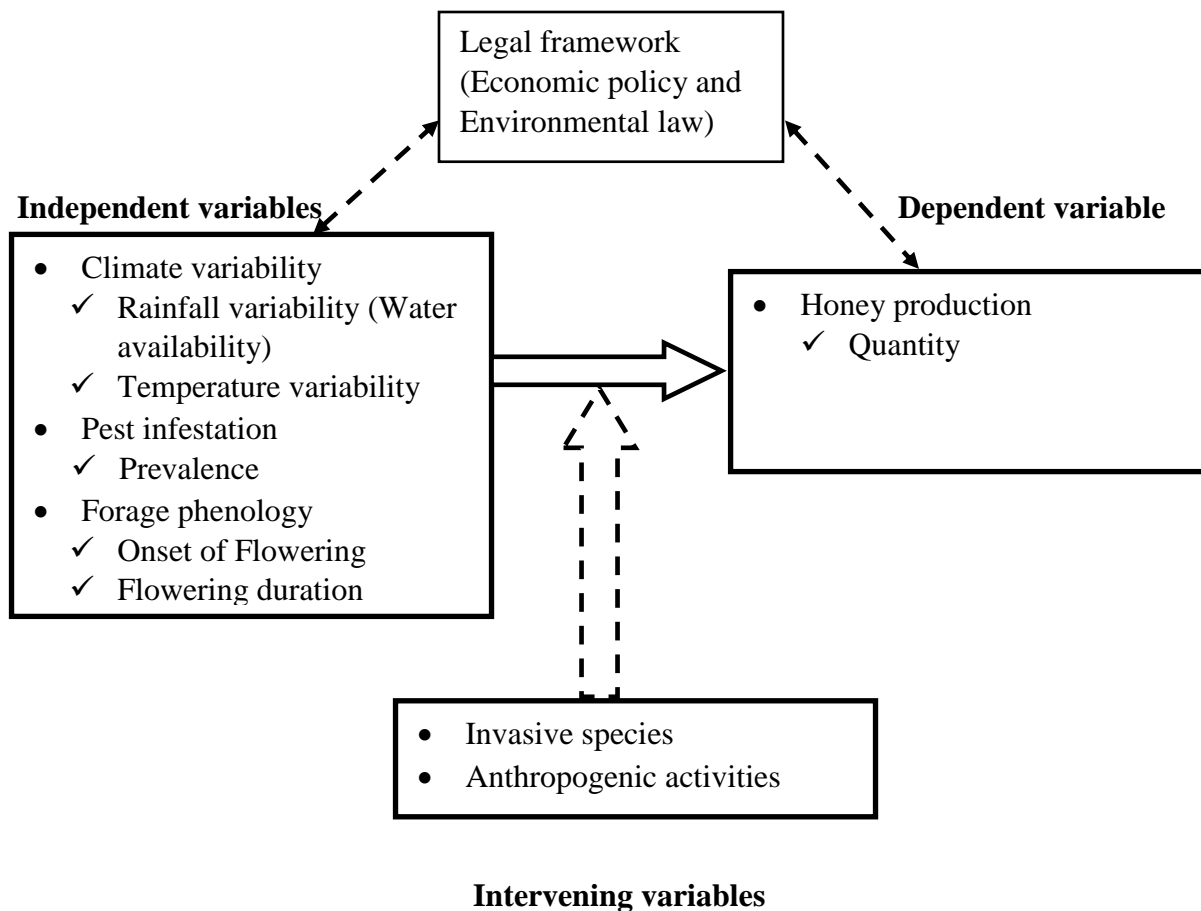 Legal framework
(Economic policy and
Environmental law)
Independent variables
Dependent variable
• Climate variability
✓ Rainfall variability (Water
availability)
✓ Temperature variability
• Pest infestation
✓ Prevalence
• Forage phenology
✓ Onset of Flowering
✓ Flowering duration
• Honey production
✓ Quantity
• Invasive species
• Anthropogenic activities
Intervening variables